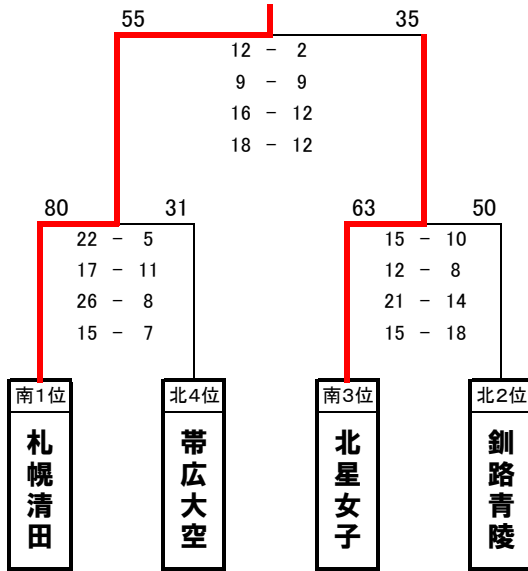 55 35
12 - 2
9 - 9
16 - 12
18 - 12
80 31 63 50
22 - 5 15 - 10
17 - 11 12 - 8
26 - 8 21 - 14
15 - 7 15 - 18
南1位 北4位 南3位 北2位
札幌清田
帯広大空
北星女子
釧路青陵